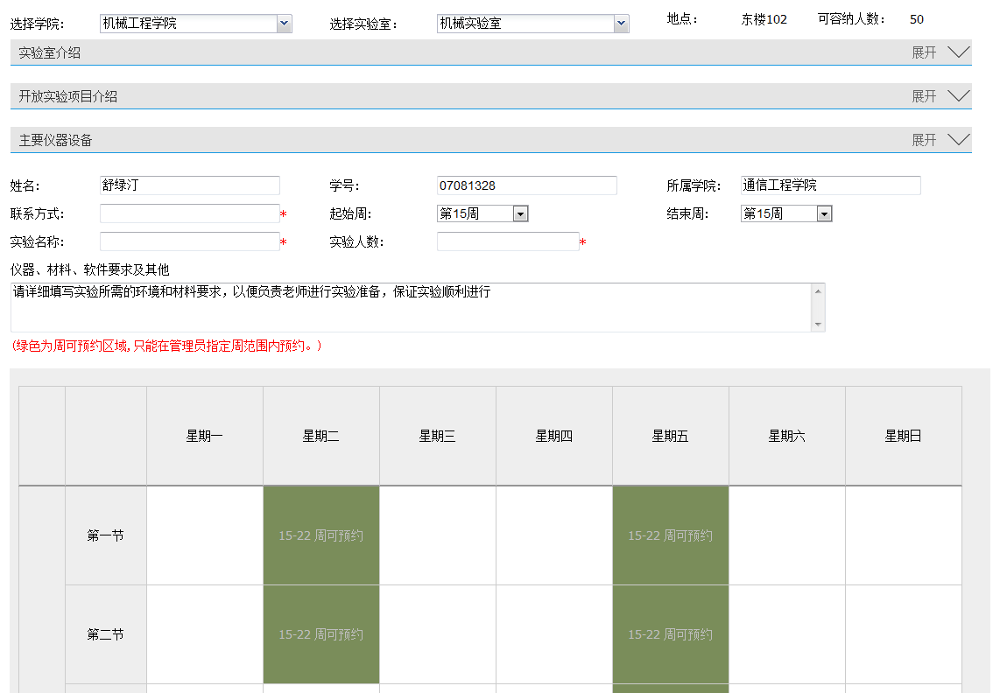 选择学院： 机械工程学院 选择实验室： 机械实验室 地点： 东楼102 可容纳人数： 50
实验室介绍 展开
开放实验项目介绍 展开
主要仪器设备 展开
姓名： 舒绿汀 学号： 07081328 所属学院： 通信工程学院
联系方式： * 起始周： 第15周 结束周： 第15周
实验名称： * 实验人数： *
仪器、材料、软件要求及其他
请详细填写实验所需的环境和材料要求，以便负责老师进行实验准备，保证实验顺利进行
(绿色为周可预约区域,只能在管理员指定周范围内预约。)
星期一 星期二 星期三 星期四 星期五 星期六 星期日
第一节 15-22 周可预约 15-22 周可预约
第二节 15-22 周可预约 15-22 周可预约